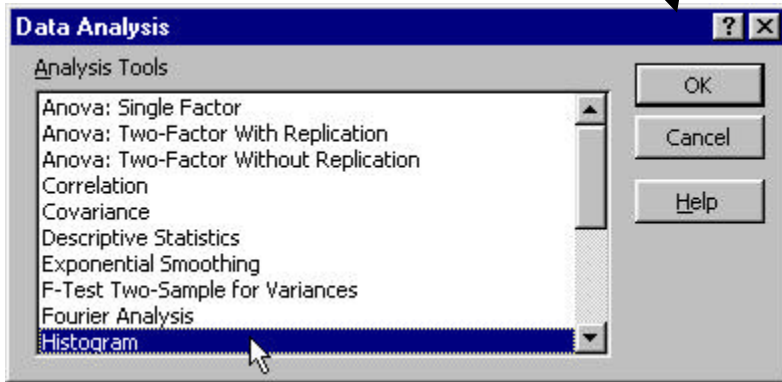 Data Analysis
Analysis Tools
Anova: Single Factor
Anova: Two-Factor With Replication
Anova: Two-Factor Without Replication
Correlation
Covariance
Descriptive Statistics
Exponential Smoothing
F-Test Two-Sample for Variances
Fourier Analysis
Histogram
OK
Cancel
Help